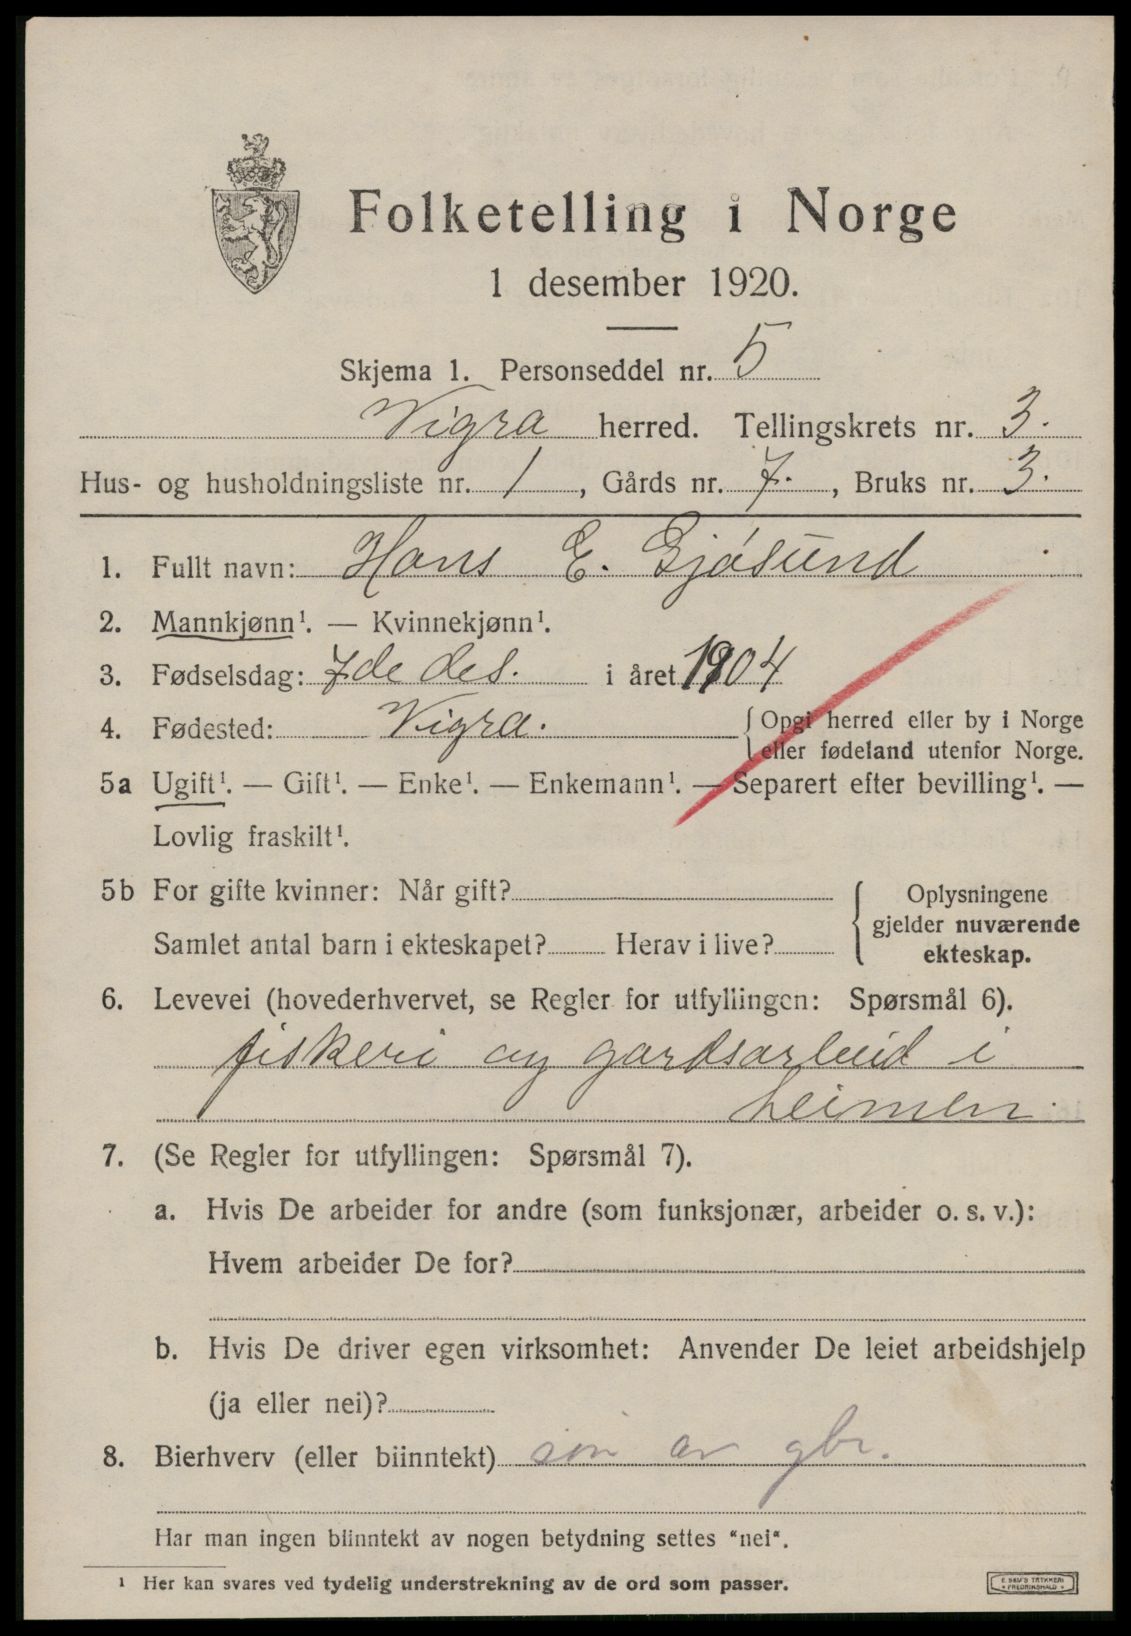 Folketelling i Norge
1 desember 1920.
Skjema 1. Personseddel nr. 5
Vigra herred. Tellingskrets nr. 3.
Hus- og husholdningsliste nr. 1, Gårds nr. 7., Bruks nr. 3.
1. Fullt navn: Hans E. Gjøsund
2. Mannkjønn¹. — Kvinnekjønn¹.
3. Fødselsdag: 7de des. i året 1904
4. Fødested: Vigra. {Opgi herred eller by i Norge
eller fødeland utenfor Norge.
5a Ugift¹. — Gift¹. — Enke¹. — Enkemann¹. — Separert efter bevilling¹. —
Lovlig fraskilt¹.
5b For gifte kvinner: Når gift?
Samlet antal barn i ekteskapet? Herav i live?
{ Oplysningene
gjelder nuværende
ekteskap.
6. Levevei (hovederhvervet, se Regler for utfyllingen: Spørsmål 6).
fiskeri og gardsarbeid i
heimen.
7. (Se Regler for utfyllingen: Spørsmål 7).
a. Hvis De arbeider for andre (som funksjonær, arbeider o. s. v.):
Hvem arbeider De for?
b. Hvis De driver egen virksomhet: Anvender De leiet arbeidshjelp
(ja eller nei)?
8. Bierhverv (eller biinntekt) søn av gbr.
Har man ingen biinntekt av nogen betydning settes "nei".
¹ Her kan svares ved tydelig understrekning av de ord som passer.
E. SEM'S TRYKKERI
FREDRIKSHALD